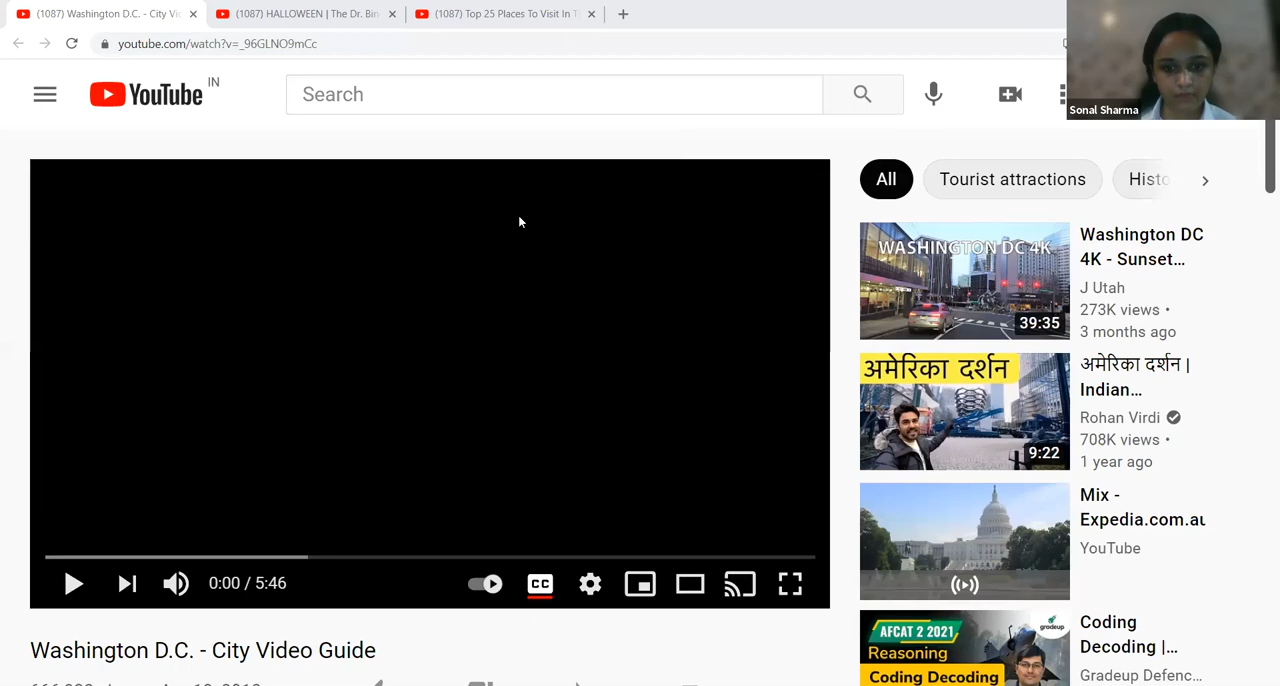 (1087) Washington D.C. - City Vi
(1087) HALLOWEEN | The Dr. Bin
(1087) Top 25 Places To Visit In T
youtube.com/watch?v=_96GLNO9mCc
YouTube IN
Search
Sonal Sharma
All
Tourist attractions
Histo
WASHINGTON DC 4K
39:35
Washington DC
4K - Sunset...
J Utah
273K views •
3 months ago
अमेरिका दर्शन
9:22
अमेरिका दर्शन |
Indian...
Rohan Virdi
708K views •
1 year ago
Mix -
Expedia.com.au
YouTube
AFCAT 2 2021
Reasoning
Coding Decoding
gradeup
Coding
Decoding |...
Gradeup Defenc...
0:00 / 5:46
CC
Washington D.C. - City Video Guide